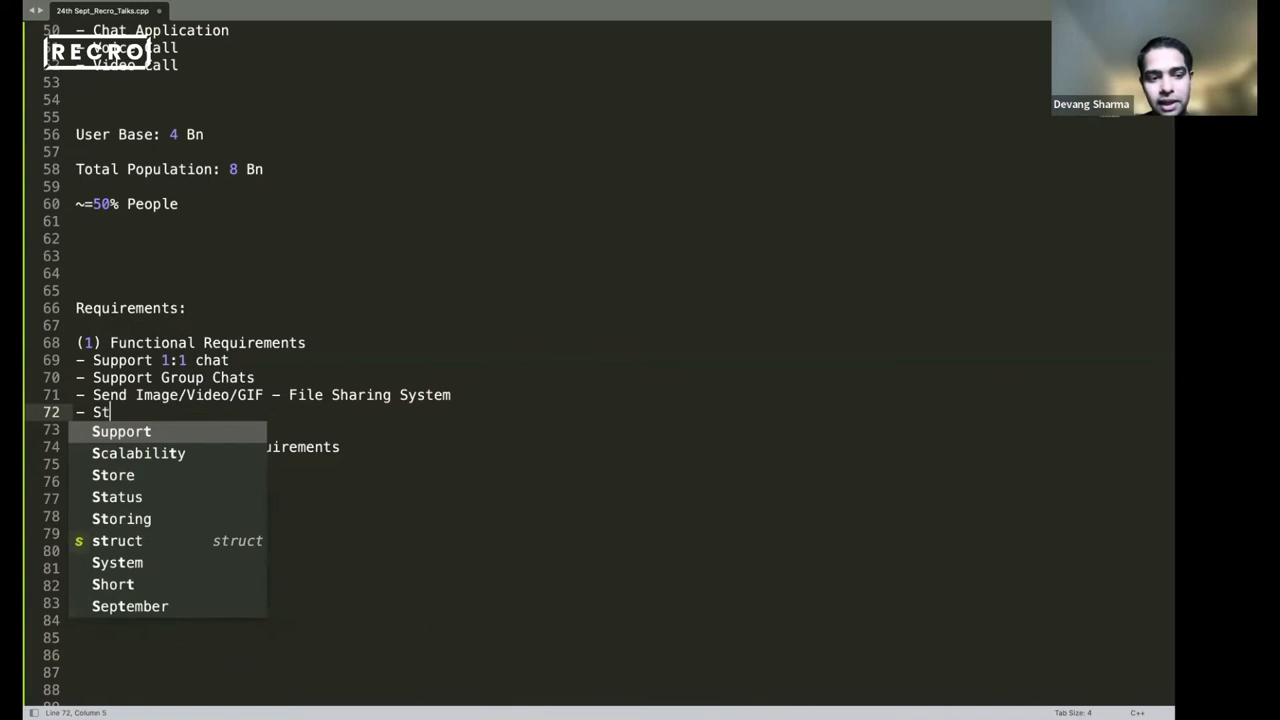 24th Sept_Recro_Talks.cpp
50 - Chat Application
RECRO
Call
Call
53
54
55
56 User Base: 4 Bn
57
58 Total Population: 8 Bn
59
60 ~=50% People
61
62
63
64
65
66 Requirements:
67
68 (1) Functional Requirements
69 - Support 1:1 chat
70 - Support Group Chats
71 - Send Image/Video/GIF - File Sharing System
72 - St
73 Support
74 uirements
Scalability
75 Store
76
77 Status
78 Storing
79 s struct struct
80
81 System
82 Short
83 September
84
85
86
87
88
Devang Sharma
Line 72, Column 5
Tab Size: 4
C++